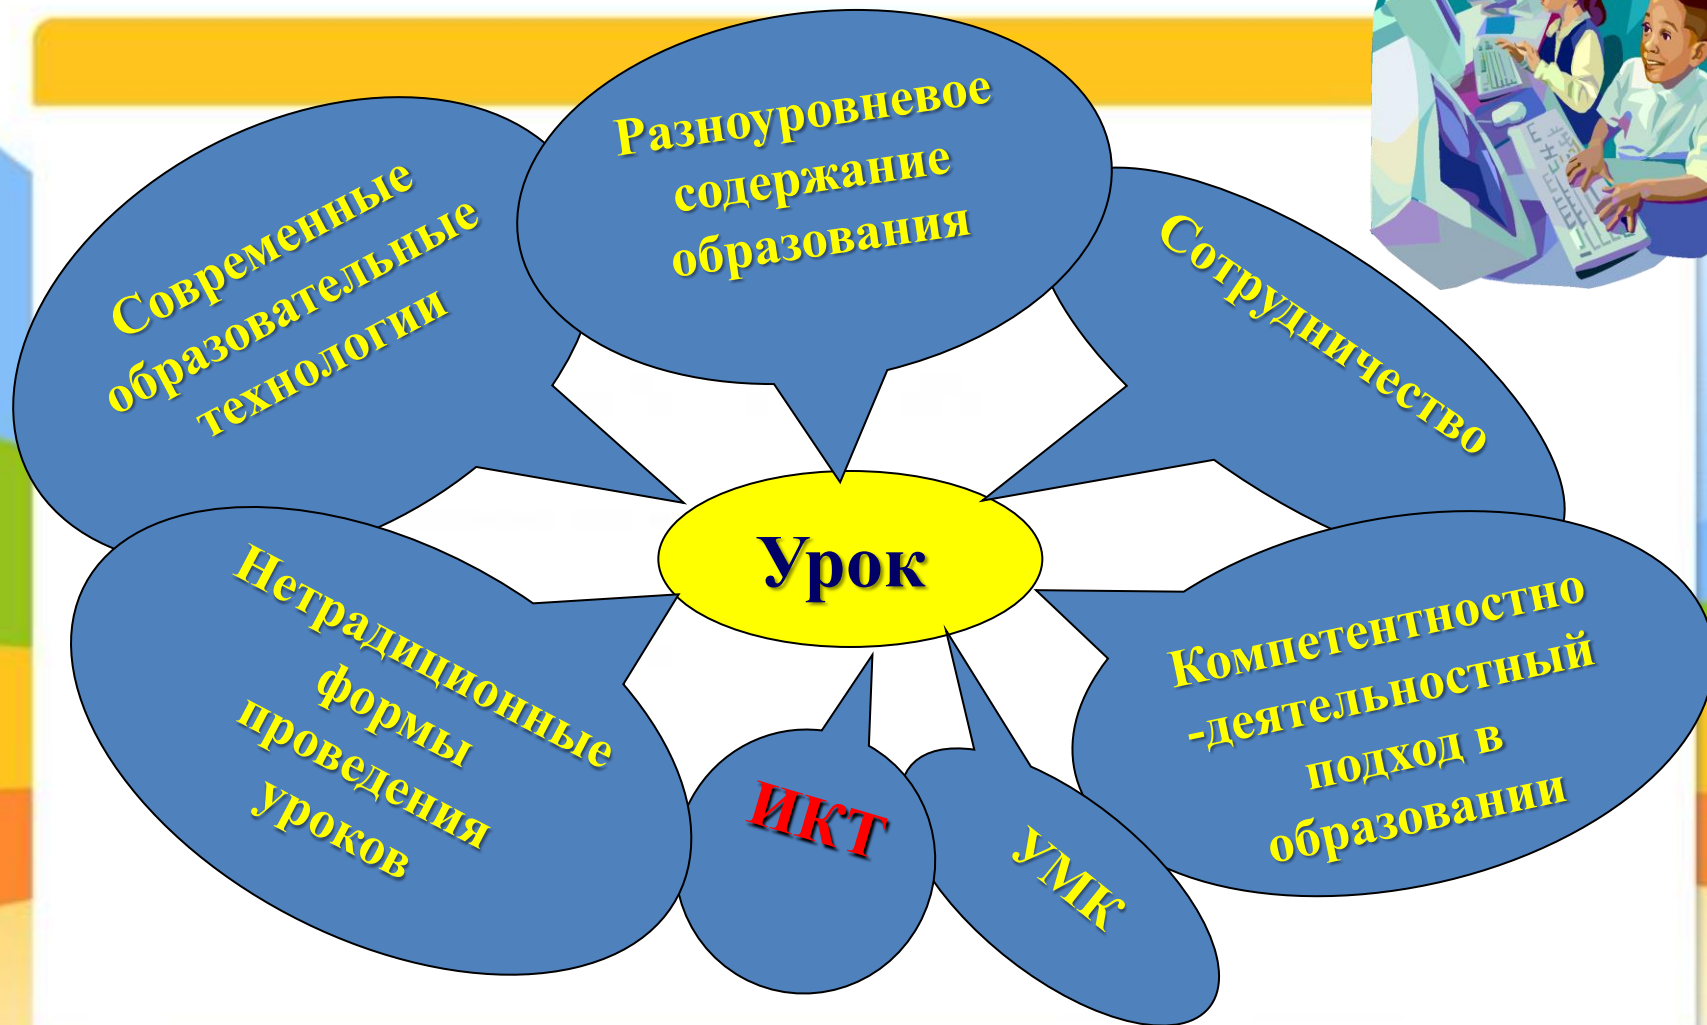 Разноуровневое
содержание
образования
Современные
образовательные
технологии
Сотрудничество
Урок
Нетрадиционные
формы
проведения
уроков
ИКТ
УМК
Компетентностно
-деятельностный
подход в
образовании